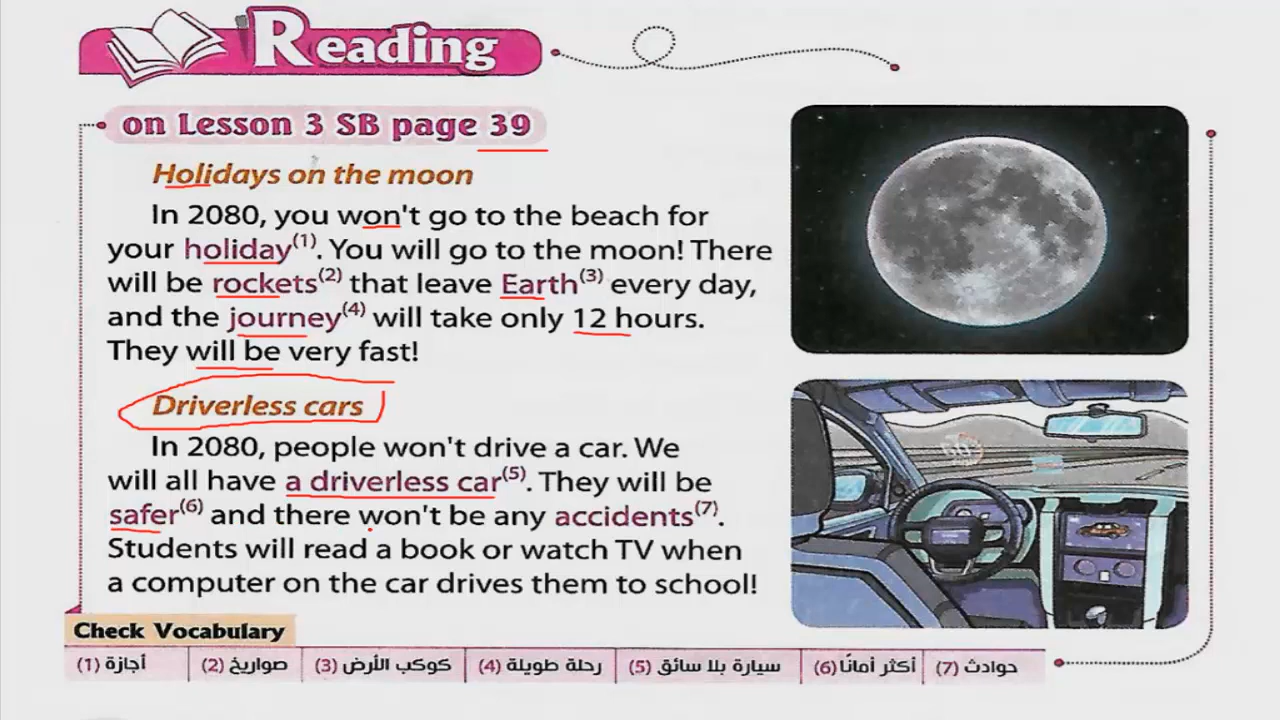 Reading
on Lesson 3 SB page 39
Holidays on the moon
In 2080, you won't go to the beach for
your holiday(1). You will go to the moon! There
will be rockets(2) that leave Earth(3) every day,
and the journey(4) will take only 12 hours.
They will be very fast!
Driverless cars
In 2080, people won't drive a car. We
will all have a driverless car(5). They will be
safer(6) and there won't be any accidents(7).
Students will read a book or watch TV when
a computer on the car drives them to school!
Check Vocabulary
(1) أجازة (2) صواريخ (3) كوكب الأرض (4) رحلة طويلة (5) سيارة بلا سائق (6) أكثر أمانًا (7) حوادث